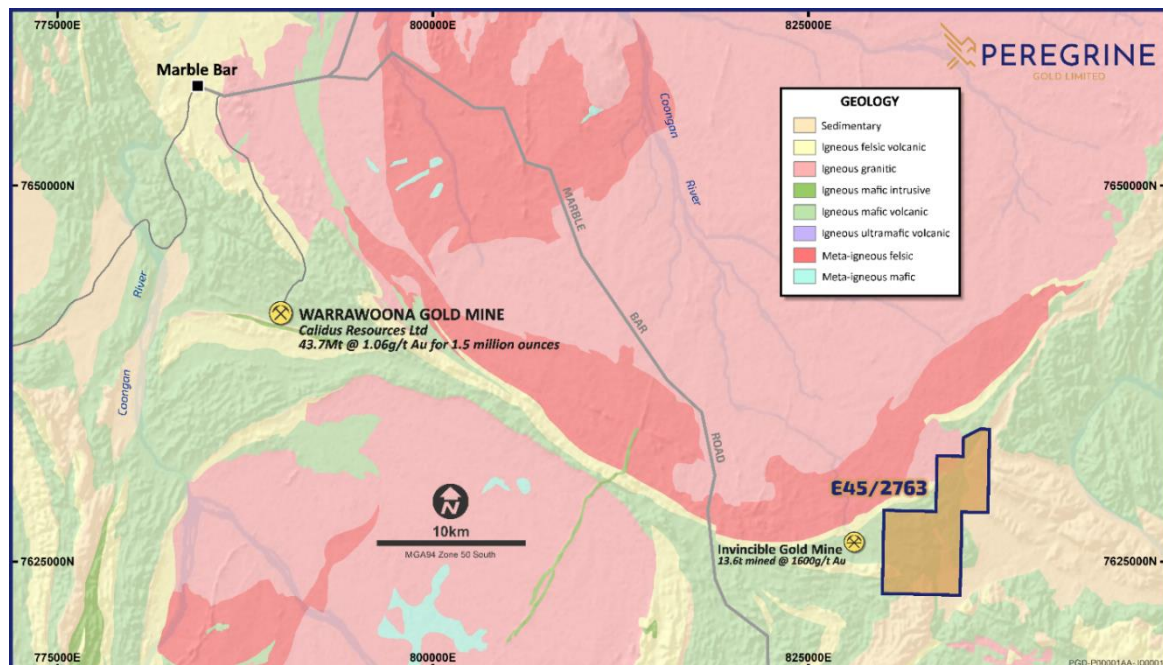 775000E
800000E
825000E
PEREGRINE
GOLD LIMITED
Marble Bar
GEOLOGY
Sedimentary
Igneous felsic volcanic
Igneous granitic
Igneous mafic intrusive
Igneous mafic volcanic
Igneous ultramafic volcanic
Meta-igneous felsic
Meta-igneous mafic
Coongan
River
7650000N
7650000N
MARBLE
BAR
ROAD
River
Coongan
WARRAWOONA GOLD MINE
Calidus Resources Ltd
43.7Mt @ 1.06g/t Au for 1.5 million ounces
E45/2763
N
10km
MGA94 Zone 50 South
Invincible Gold Mine
13.6t mined @ 1600g/t Au
7625000N
7625000N
775000E
800000E
825000E